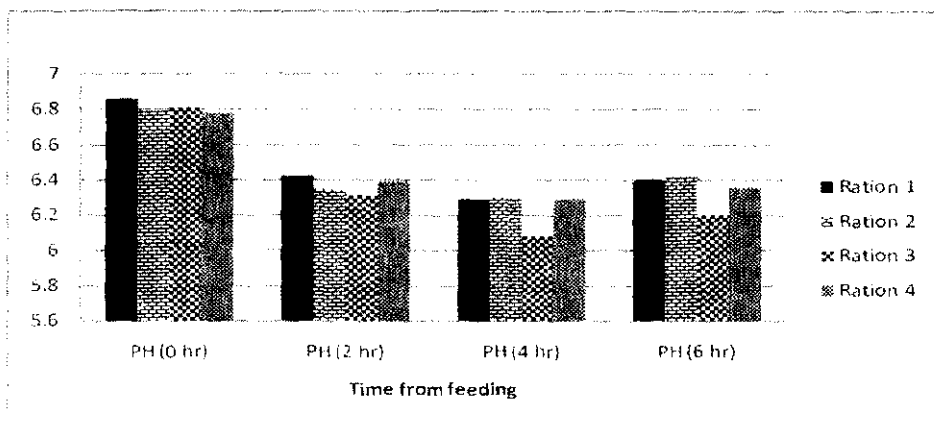 7
6.8
6.6
6.4
6.2
6
5.8
5.6
PH (0 hr) PH (2 hr) PH (4 hr) PH (6 hr)
Time from feeding
Ration 1
Ration 2
Ration 3
Ration 4